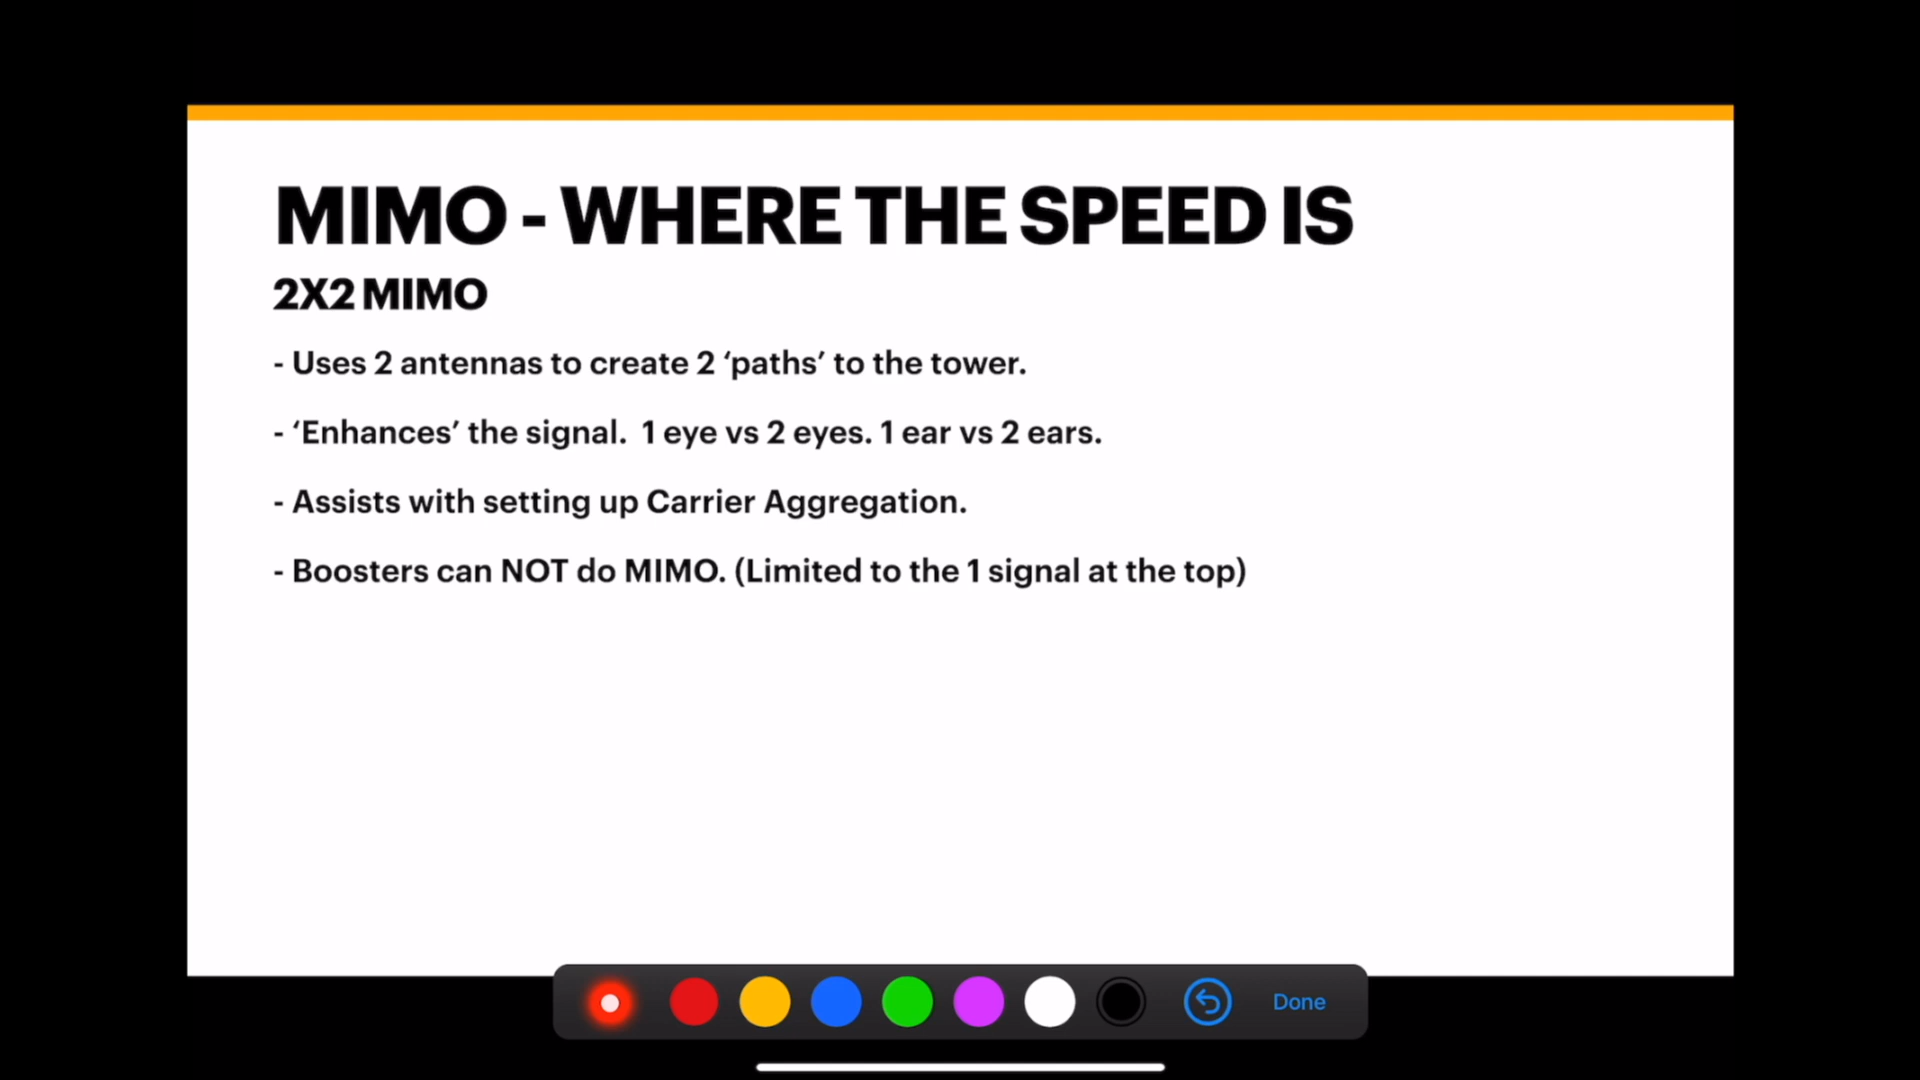 MIMO - WHERE THE SPEED IS
2X2 MIMO
- Uses 2 antennas to create 2 ‘paths’ to the tower.
- ‘Enhances’ the signal.  1 eye vs 2 eyes. 1 ear vs 2 ears.
- Assists with setting up Carrier Aggregation.
- Boosters can NOT do MIMO. (Limited to the 1 signal at the top)
Done